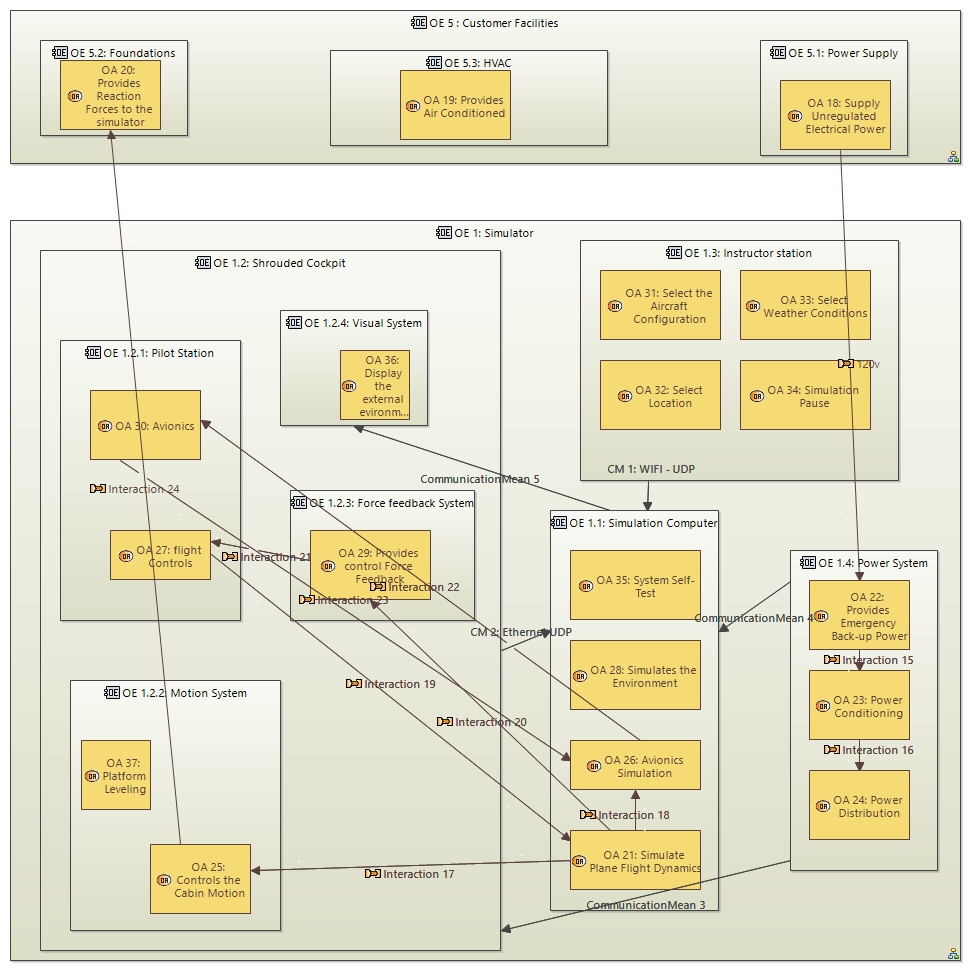 OE 5 : Customer Facilities
OE 5.2: Foundations
OA 20:
Provides
Reaction
Forces to the
simulator
OE 5.3: HVAC
OA 19: Provides
Air Conditioned
OE 5.1: Power Supply
OA 18: Supply
Unregulated
Electrical Power
OE 1: Simulator
OE 1.2: Shrouded Cockpit
OE 1.3: Instructor station
OA 31: Select the
Aircraft
Configuration
OA 33: Select
Weather Conditions
OA 32: Select
Location
OA 34: Simulation
Pause
120v
CM 1: WIFI - UDP
OE 1.2.4: Visual System
OA 36:
Display
the
external
evironm...
OE 1.2.1: Pilot Station
OA 30: Avionics
Interaction 24
OA 27: flight
Controls
CommunicationMean 5
OE 1.2.3: Force feedback System
OA 29: Provides
control Force
Feedback
Interaction 21
Interaction 22
Interaction 23
CM 2: Ethernet UDP
OE 1.1: Simulation Computer
OA 35: System Self-
Test
OA 28: Simulates the
Environment
OA 26: Avionics
Simulation
Interaction 18
OA 21: Simulate
Plane Flight Dynamics
CommunicationMean 4
OE 1.4: Power System
OA 22:
Provides
Emergency
Back-up Power
Interaction 15
OA 23: Power
Conditioning
Interaction 16
OA 24: Power
Distribution
Interaction 19
Interaction 20
OE 1.2.2: Motion System
OA 37:
Platform
Leveling
OA 25:
Controls the
Cabin Motion
Interaction 17
CommunicationMean 3